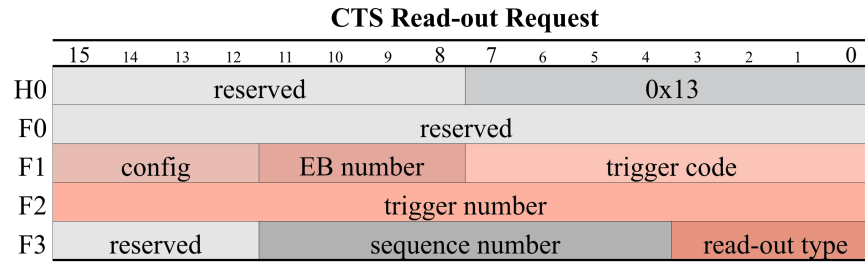 CTS Read-out Request
15 14 13 12 11 10 9 8 7 6 5 4 3 2 1 0
H0 reserved 0x13
F0 reserved
F1 config EB number trigger code
F2 trigger number
F3 reserved sequence number read-out type